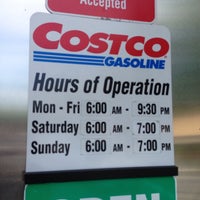 Accepted
COSTCO
GASOLINE
Hours of Operation
Mon - Fri 6:00 AM - 9:30 PM
Saturday 6:00 AM - 7:00 PM
Sunday 6:00 AM - 7:00 PM
OPEN